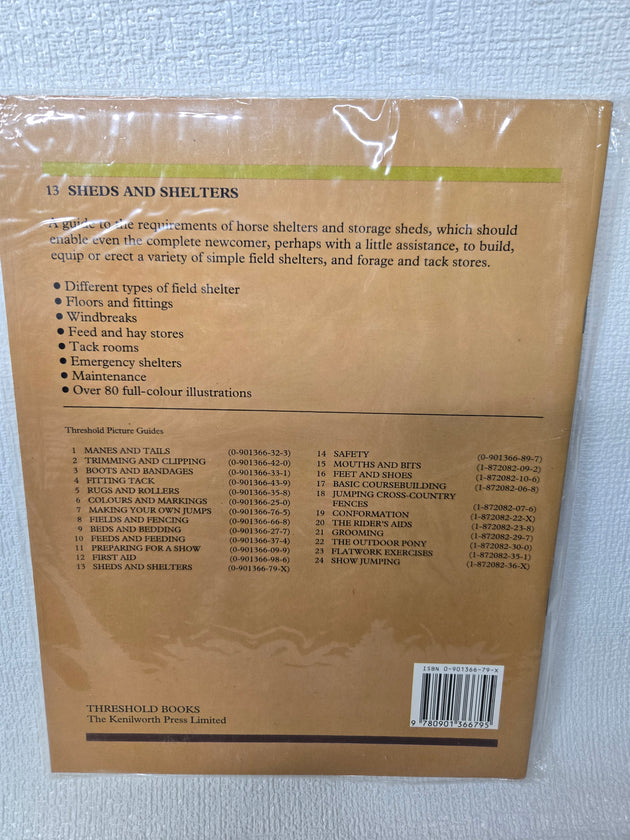 13 SHEDS AND SHELTERS
A guide to the requirements of horse shelters and storage sheds, which should
enable even the complete newcomer, perhaps with a little assistance, to build,
equip or erect a variety of simple field shelters, and forage and tack stores.
• Different types of field shelter
• Floors and fittings
• Windbreaks
• Feed and hay stores
• Tack rooms
• Emergency shelters
• Maintenance
• Over 80 full-colour illustrations
Threshold Picture Guides
1 MANES AND TAILS (0-901366-32-3)
2 TRIMMING AND CLIPPING (0-901366-42-0)
3 BOOTS AND BANDAGES (0-901366-33-1)
4 FITTING TACK (0-901366-43-9)
5 RUGS AND ROLLERS (0-901366-35-8)
6 COLOURS AND MARKINGS (0-901366-25-0)
7 MAKING YOUR OWN JUMPS (0-901366-76-5)
8 FIELDS AND FENCING (0-901366-66-8)
9 BEDS AND BEDDING (0-901366-27-7)
10 FEEDS AND FEEDING (0-901366-37-4)
11 PREPARING FOR A SHOW (0-901366-09-9)
12 FIRST AID (0-901366-98-6)
13 SHEDS AND SHELTERS (0-901366-79-X)
14 SAFETY (0-901366-89-7)
15 MOUTHS AND BITS (1-872082-09-2)
16 FEET AND SHOES (1-872082-10-6)
17 BASIC COURSEBUILDING (1-872082-06-8)
18 JUMPING CROSS-COUNTRY
FENCES (1-872082-07-6)
19 CONFORMATION (1-872082-22-X)
20 THE RIDER'S AIDS (1-872082-23-8)
21 GROOMING (1-872082-29-7)
22 THE OUTDOOR PONY (1-872082-30-0)
23 FLATWORK EXERCISES (1-872082-35-1)
24 SHOW JUMPING (1-872082-36-X)
ISBN 0-901366-79-X
9 780901 366795
THRESHOLD BOOKS
The Kenilworth Press Limited